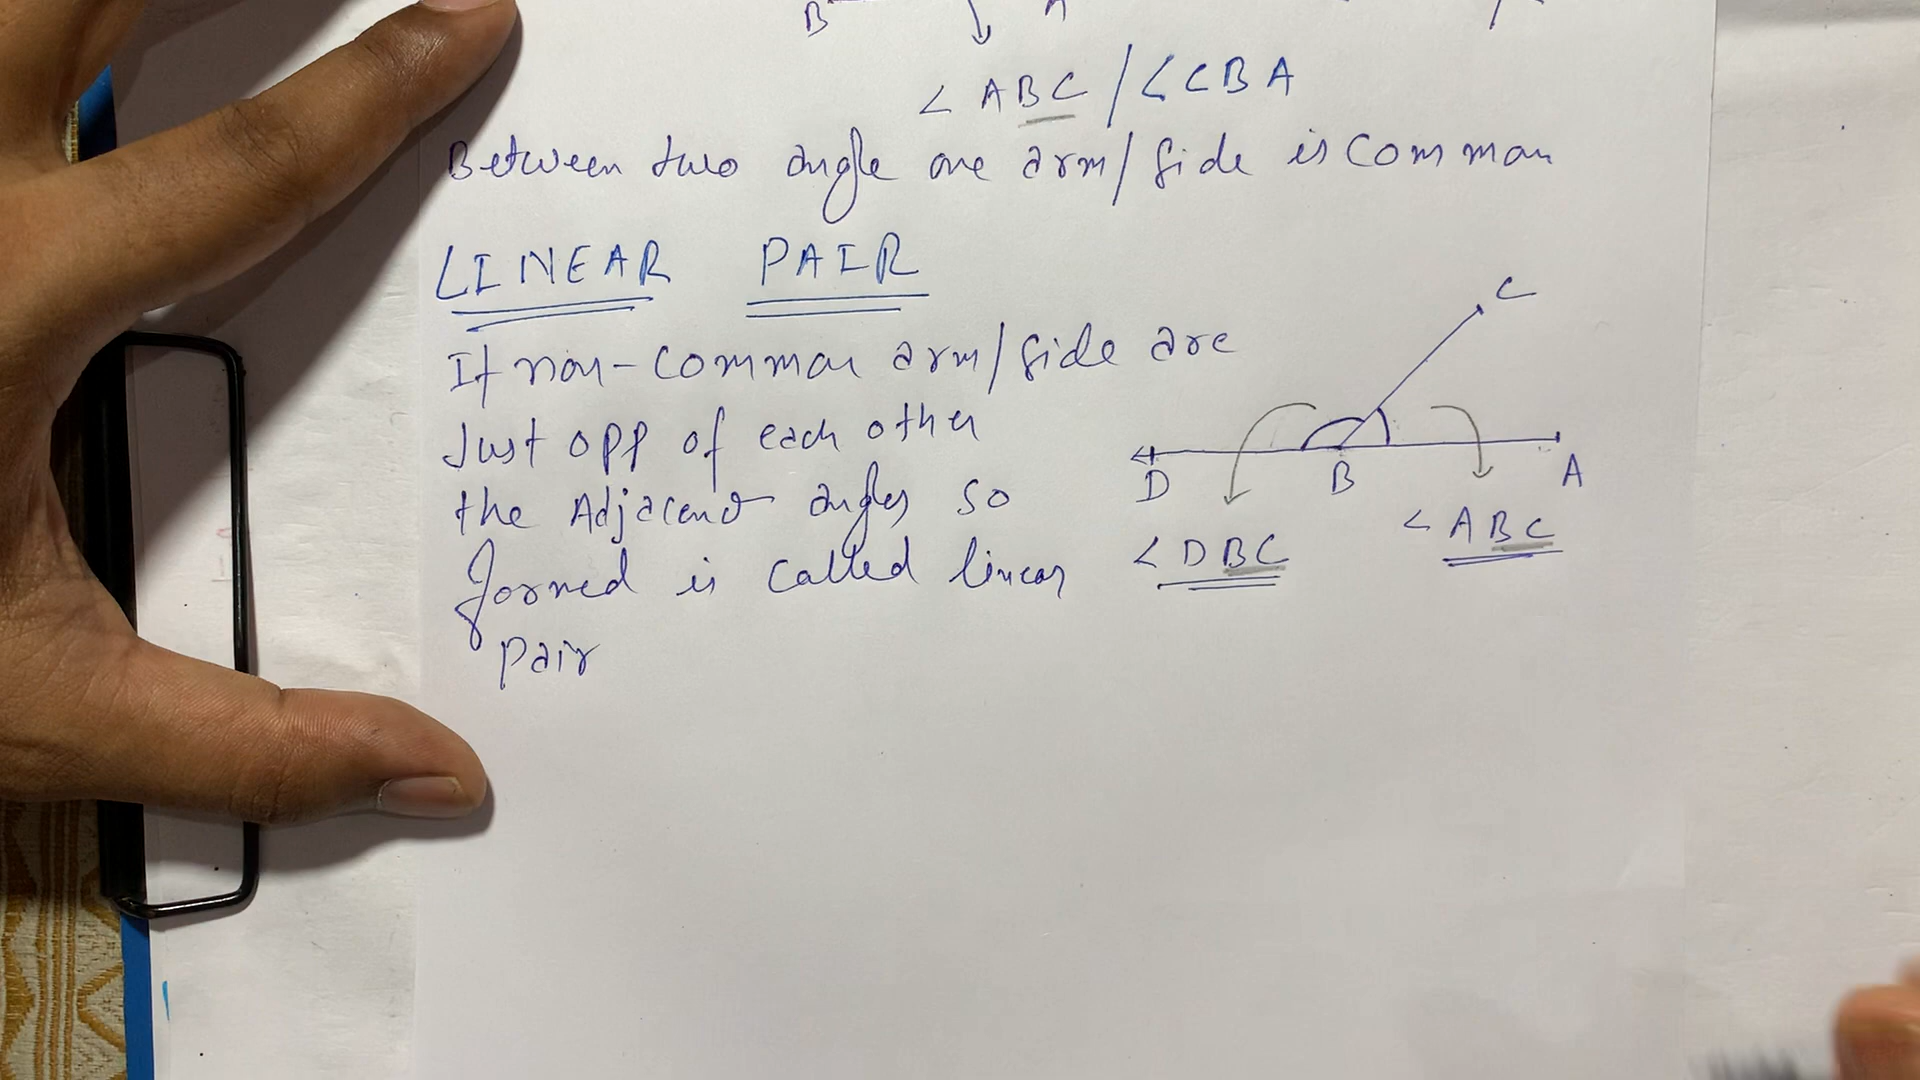 B A
∠ABC / ∠CBA
Between two angle one arm/side is common
LINEAR PAIR
If non-common arm/side are
Just opp of each other
the Adjacent angles so
formed is called linear
pair
C
D B A
∠DBC ∠ABC